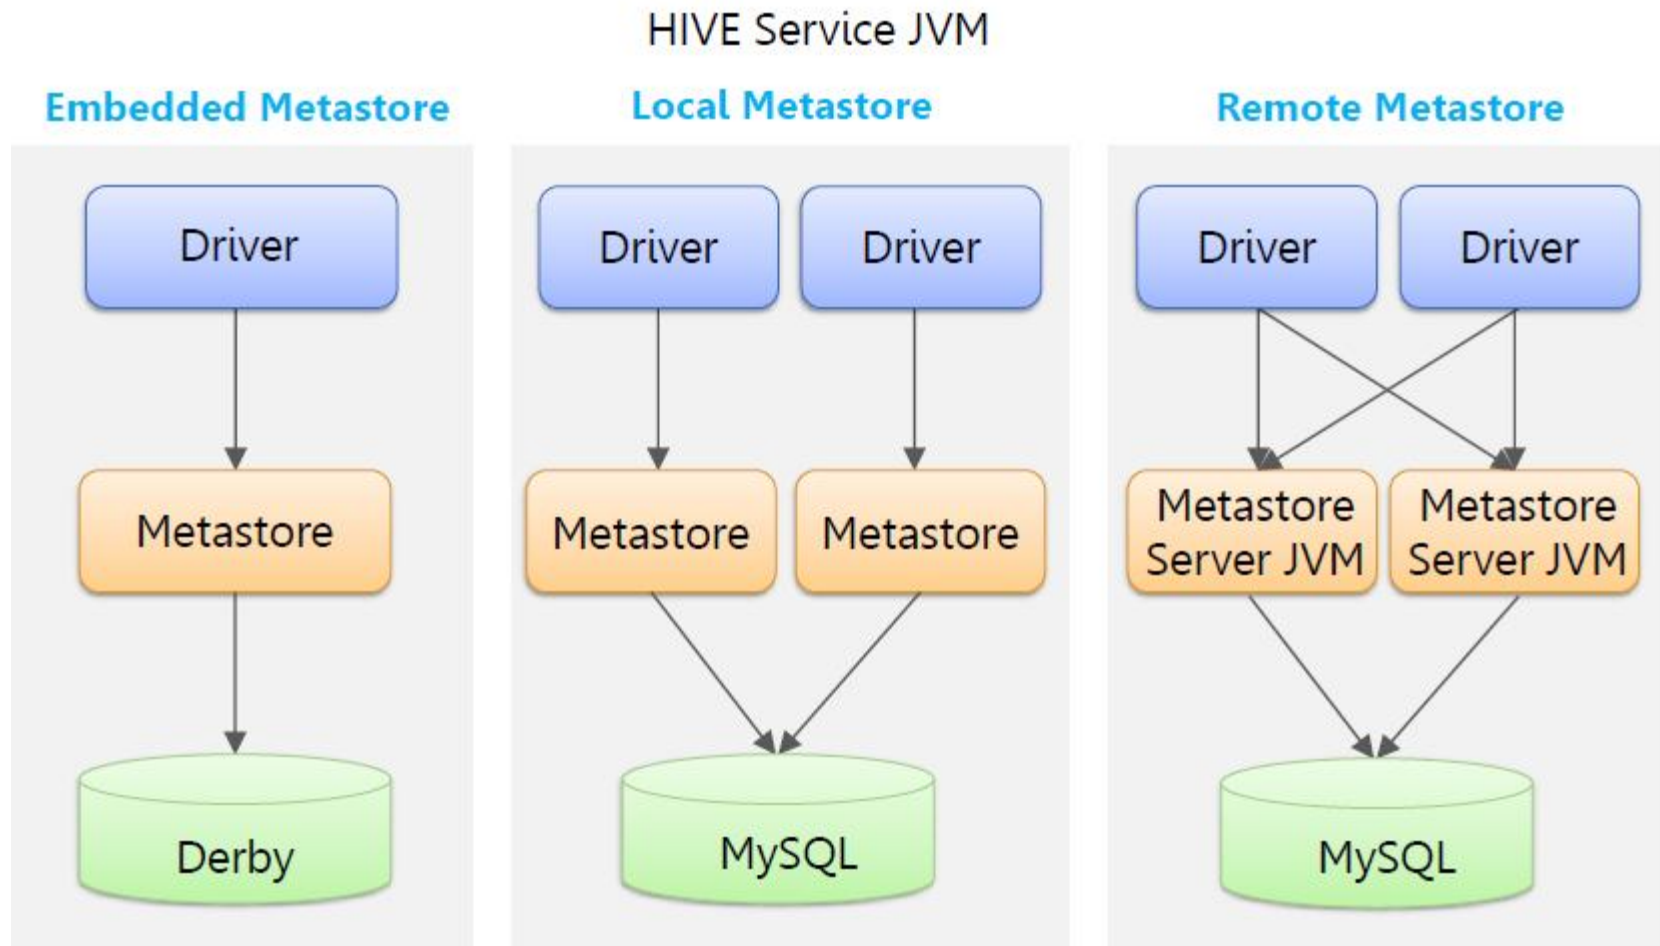 HIVE Service JVM
Embedded Metastore
Local Metastore
Remote Metastore
Driver
Metastore
Derby
Driver
Driver
Metastore
Metastore
MySQL
Driver
Driver
Metastore
Server JVM
Metastore
Server JVM
MySQL